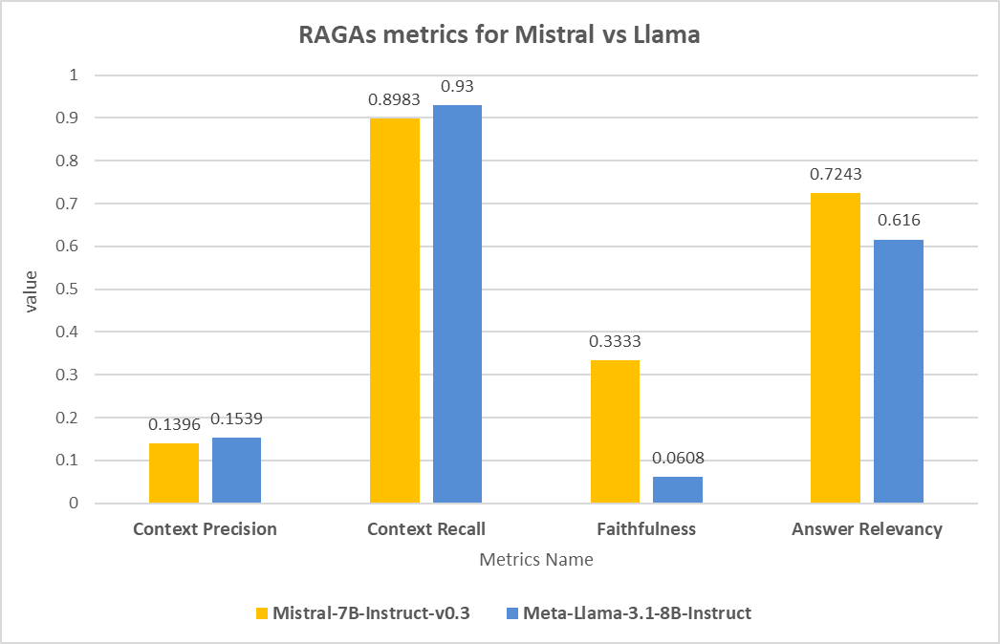 RAGAs metrics for Mistral vs Llama
1
0.9
0.8
0.7
0.6
0.5
0.4
0.3
0.2
0.1
0
value
0.1396
0.1539
0.8983
0.93
0.3333
0.0608
0.7243
0.616
Context Precision
Context Recall
Faithfulness
Answer Relevancy
Metrics Name
Mistral-7B-Instruct-v0.3
Meta-Llama-3.1-8B-Instruct